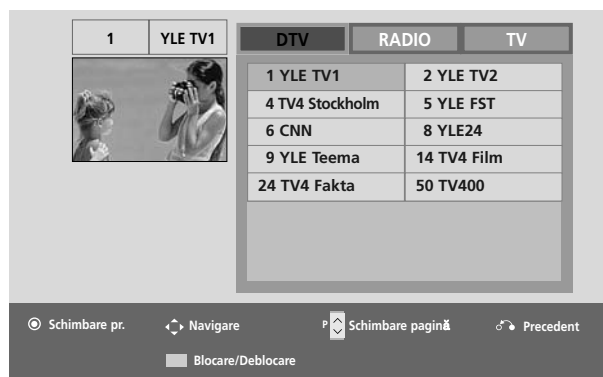 1 YLE TV1
DTV RADIO TV
1 YLE TV1 2 YLE TV2
4 TV4 Stockholm 5 YLE FST
6 CNN 8 YLE24
9 YLE Teema 14 TV4 Film
24 TV4 Fakta 50 TV400
Schimbare pr. Navigare P Schimbare pagină Precedent
Blocare/Deblocare